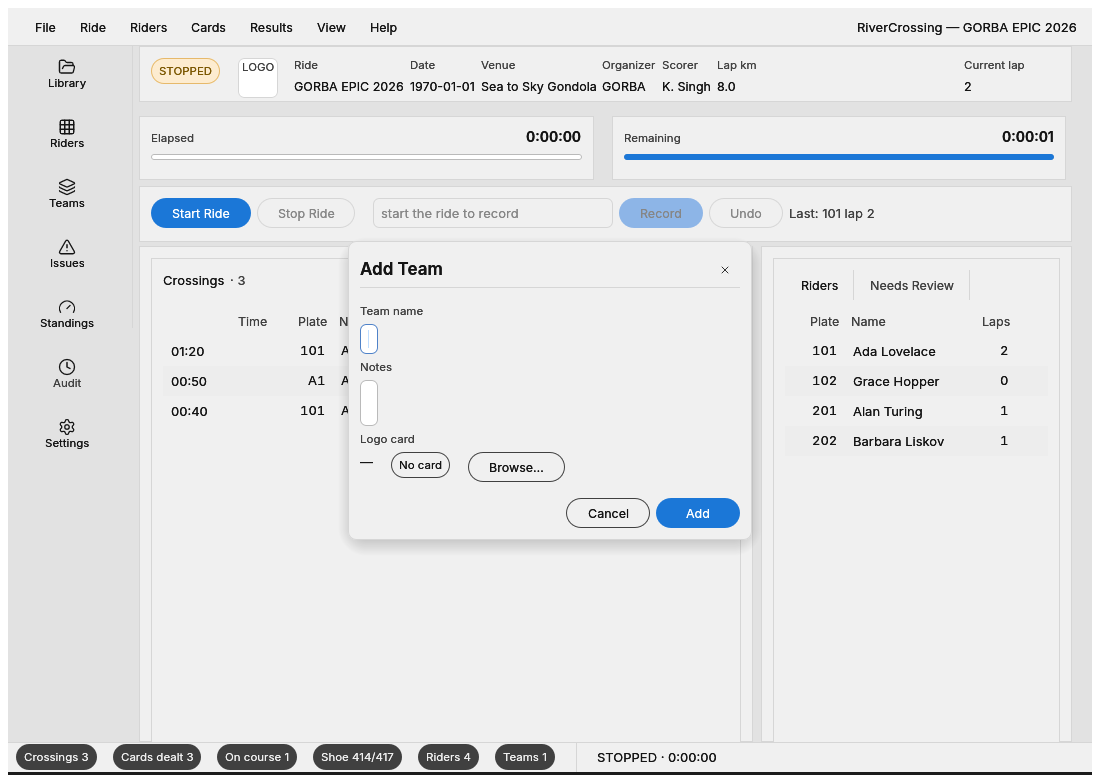 File Ride Riders Cards Results View Help RiverCrossing — GORBA EPIC 2026
Library
Riders
Teams
Issues
Standings
Audit
Settings
STOPPED LOGO
Ride Date Venue Organizer Scorer Lap km Current lap
GORBA EPIC 2026 1970-01-01 Sea to Sky Gondola GORBA K. Singh 8.0 2
Elapsed 0:00:00
Remaining 0:00:01
Start Ride Stop Ride start the ride to record Record Undo Last: 101 lap 2
Crossings · 3
Time Plate N
01:20 101 A
00:50 A1 A
00:40 101 A
Add Team ×
Team name
Notes
Logo card
— No card Browse...
Cancel Add
Riders Needs Review
Plate Name Laps
101 Ada Lovelace 2
102 Grace Hopper 0
201 Alan Turing 1
202 Barbara Liskov 1
Crossings 3 Cards dealt 3 On course 1 Shoe 414/417 Riders 4 Teams 1 STOPPED · 0:00:00